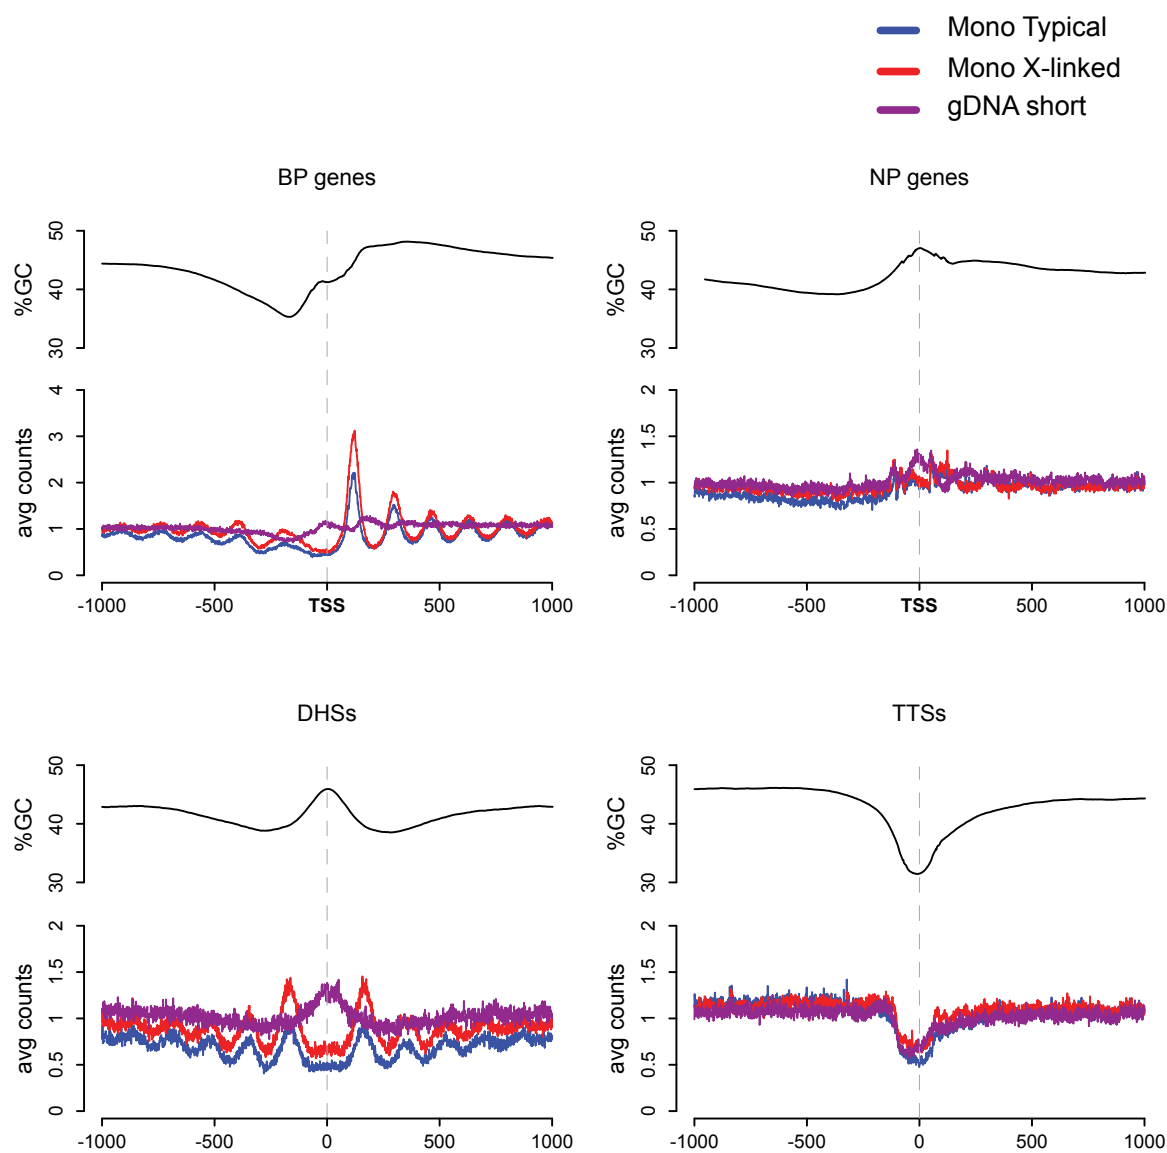 Mono Typical
Mono X-linked
gDNA short
BP genes
%GC
50
40
30
avg counts
4
3
2
1
0
-1000
-500
TSS
500
1000
NP genes
%GC
50
40
30
avg counts
2
1.5
1
0.5
0
-1000
-500
TSS
500
1000
DHSs
%GC
50
40
30
avg counts
2
1.5
1
0.5
0
-1000
-500
0
500
1000
TTSs
%GC
50
40
30
avg counts
2
1.5
1
0.5
0
-1000
-500
0
500
1000